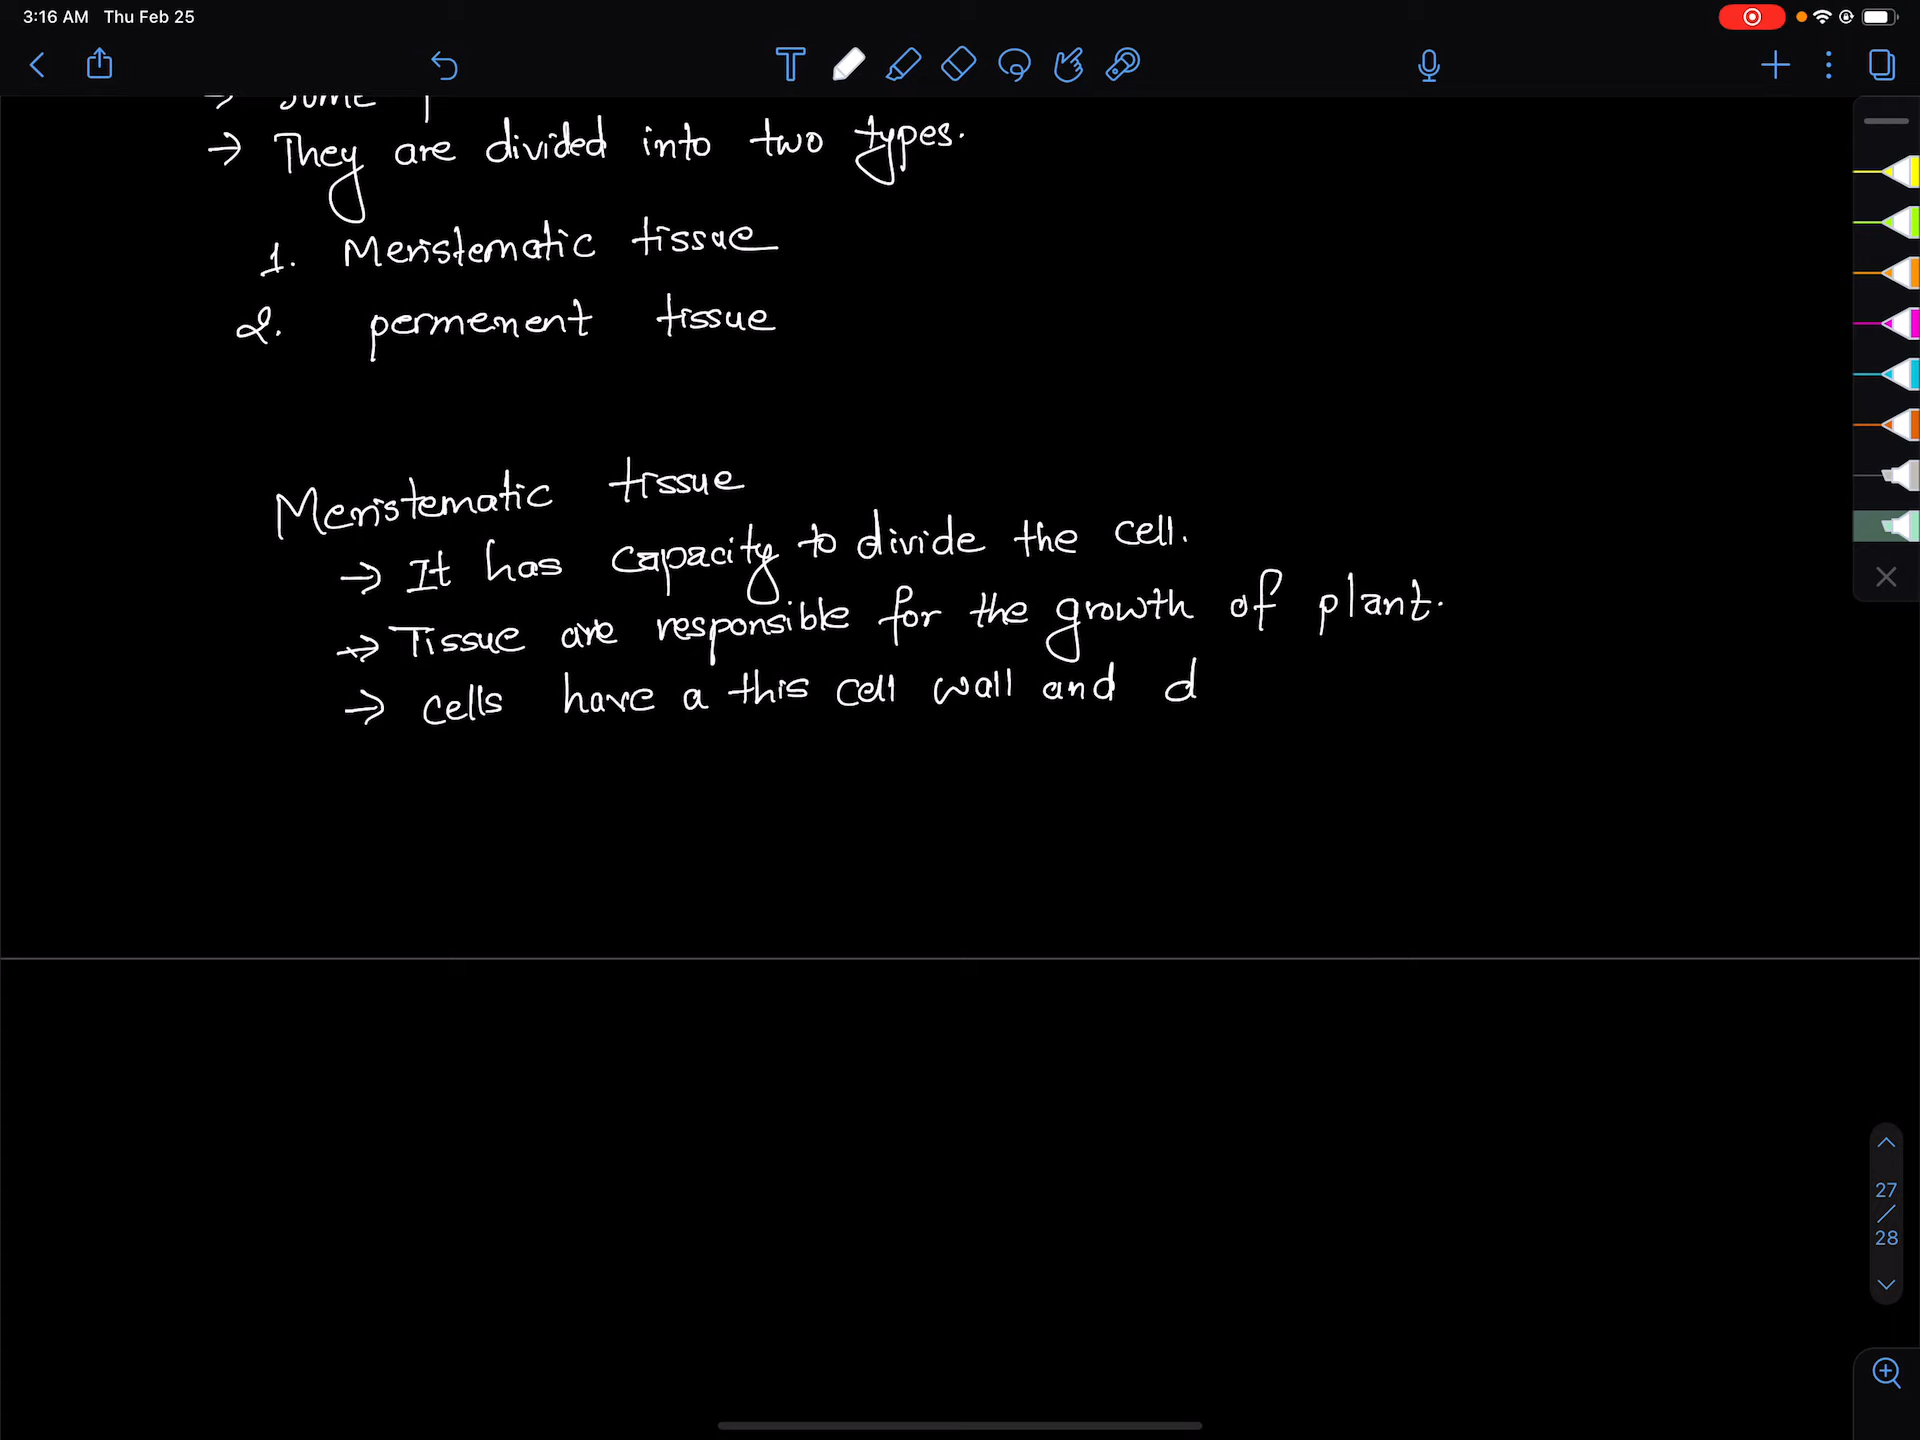 3:16 AM Thu Feb 25
→ some
→ They are divided into two types.
1. Meristematic tissue
2. permenent tissue
Meristematic tissue
→ It has capacity to divide the cell.
→ Tissue are responsible for the growth of plant.
→ cells have a this cell wall and d
27
/
28